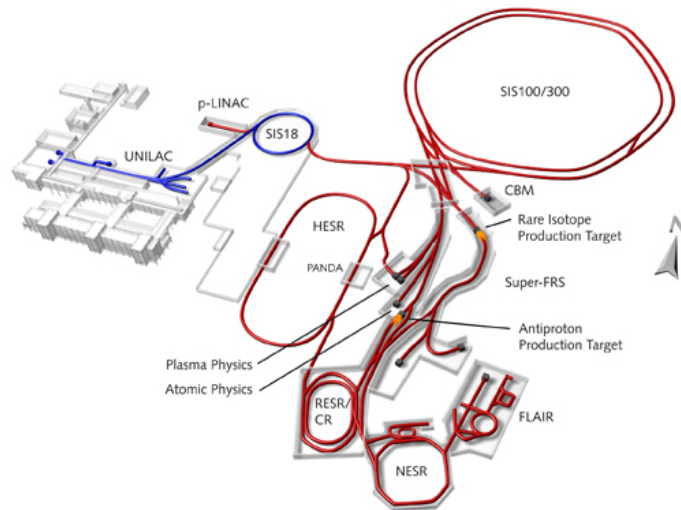 SIS100/300
p-LINAC
SIS18
UNILAC
CBM
HESR
Rare Isotope
Production Target
PANDA
Super-FRS
Antiproton
Production Target
Plasma Physics
Atomic Physics
RESR/
CR
FLAIR
NESR